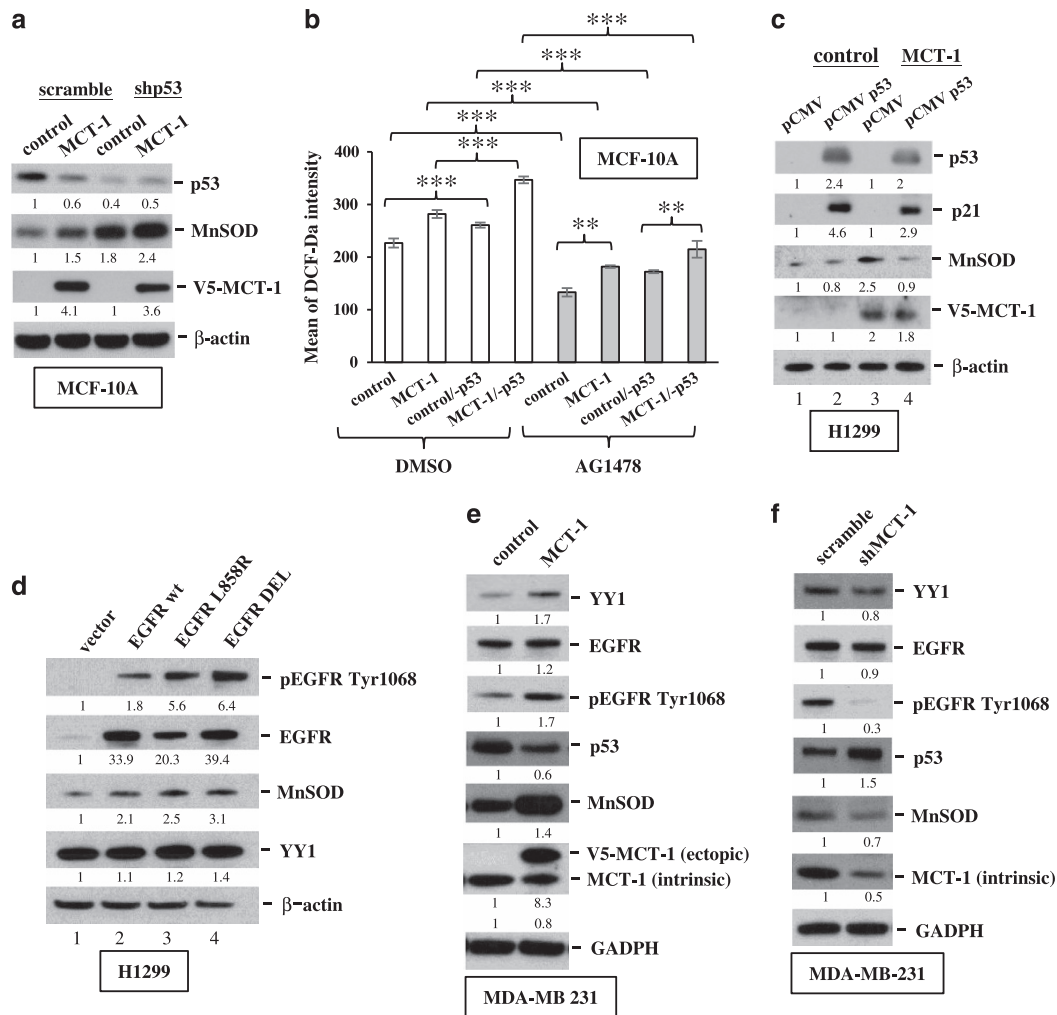 a
scramble shp53
control MCT-1 control MCT-1
p53
1 0.6 0.4 0.5
MnSOD
1 1.5 1.8 2.4
V5-MCT-1
1 4.1 1 3.6
β-actin
MCF-10A
b
***
***
***
***
***
***
**
**
MCF-10A
Mean of DCF-Da intensity
400
300
200
100
0
control MCT-1 control/-p53 MCT-1/-p53 control MCT-1 control/-p53 MCT-1/-p53
DMSO AG1478
c
control MCT-1
pCMV pCMV p53 pCMV pCMV p53
p53
1 2.4 1 2
p21
1 4.6 1 2.9
MnSOD
1 0.8 2.5 0.9
V5-MCT-1
1 1 2 1.8
β-actin
1 2 3 4
H1299
d
vector EGFR wt EGFR L858R EGFR DEL
pEGFR Tyr1068
1 1.8 5.6 6.4
EGFR
1 33.9 20.3 39.4
MnSOD
1 2.1 2.5 3.1
YY1
1 1.1 1.2 1.4
β-actin
1 2 3 4
H1299
e
control MCT-1
YY1
1 1.7
EGFR
1 1.2
pEGFR Tyr1068
1 1.7
p53
1 0.6
MnSOD
1 1.4
V5-MCT-1 (ectopic)
MCT-1 (intrinsic)
1 8.3
1 0.8
GADPH
MDA-MB 231
f
scramble shMCT-1
YY1
1 0.8
EGFR
1 0.9
pEGFR Tyr1068
1 0.3
p53
1 1.5
MnSOD
1 0.7
MCT-1 (intrinsic)
1 0.5
GADPH
MDA-MB-231